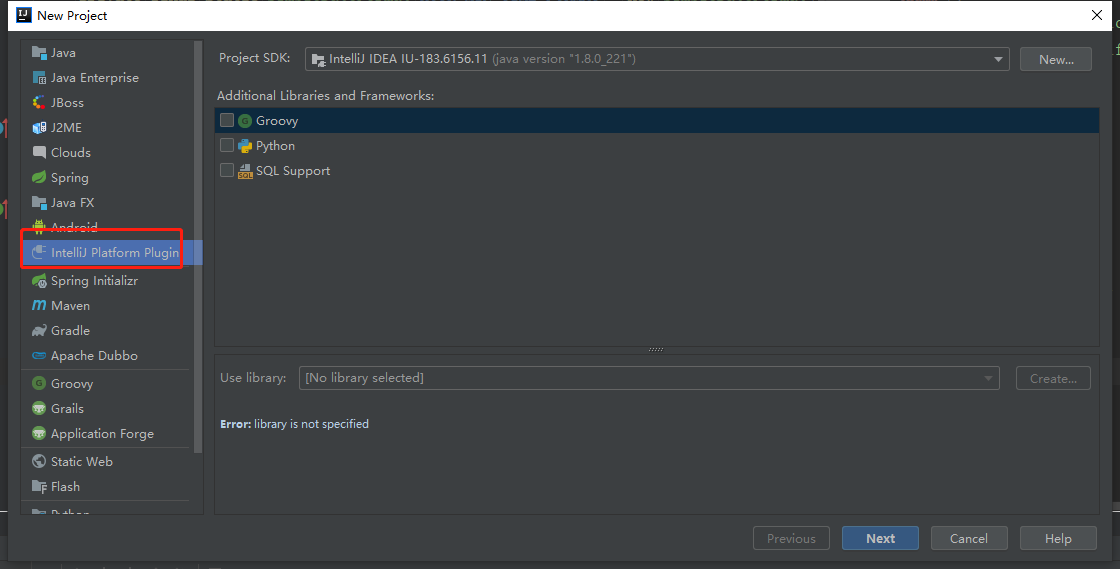 New Project
Java
Java Enterprise
JBoss
J2ME
Clouds
Spring
Java FX
Android
IntelliJ Platform Plugin
Spring Initializr
Maven
Gradle
Apache Dubbo
Groovy
Grails
Application Forge
Static Web
Flash
Python
Project SDK: IntelliJ IDEA IU-183.6156.11 (java version "1.8.0_221") New...
Additional Libraries and Frameworks:
Groovy
Python
SQL Support
Use library: [No library selected] Create...
Error: library is not specified
Previous Next Cancel Help